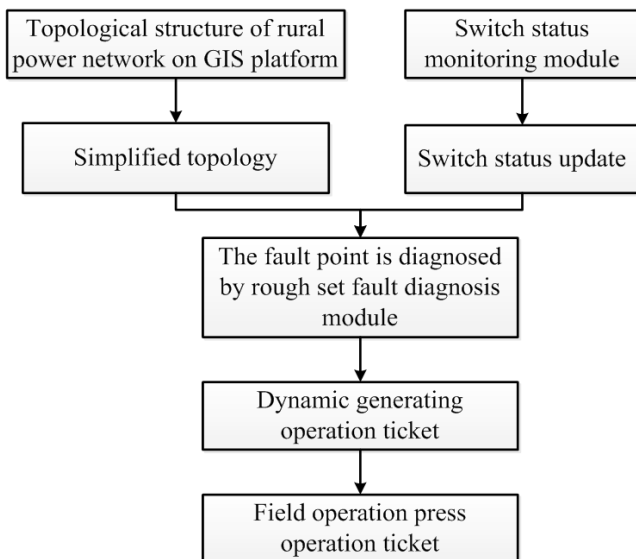 Topological structure of rural
power network on GIS platform
Switch status
monitoring module
Simplified topology
Switch status update
The fault point is diagnosed
by rough set fault diagnosis
module
Dynamic generating
operation ticket
Field operation press
operation ticket